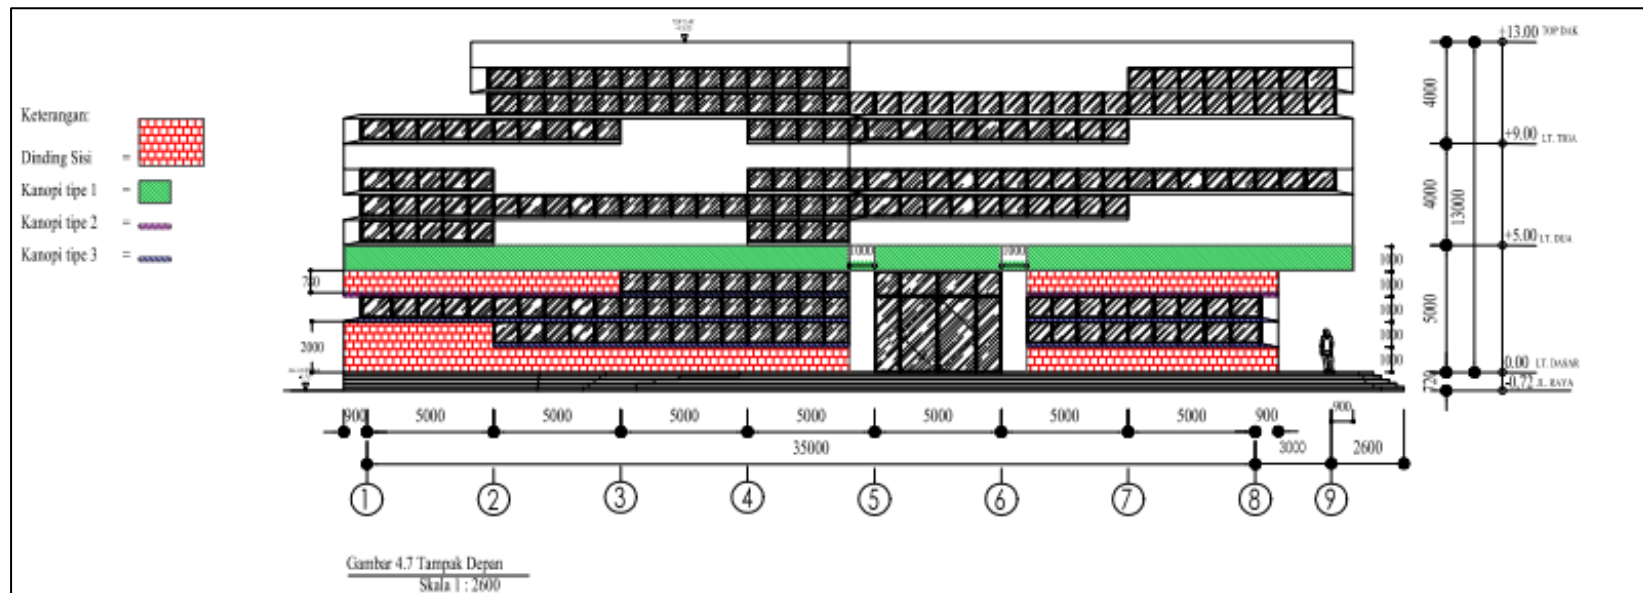 +13.00 TOP DAK
4000
Keterangan:
+9.00 LT. TIGA
Dinding Sisi =
Kanopi tipe 1 =
4000
13000
Kanopi tipe 2 =
+5.00 LT. DUA
Kanopi tipe 3 =
1000 1000
1000
1000
5000
1000
1000
2000
1000
0.00 LT. DASAR
720
-0.72 JL. RAYA
900 5000 5000 5000 5000 5000 5000 5000 900 900
35000 3000 2600
1 2 3 4 5 6 7 8 9
Gambar 4.7 Tampak Depan
Skala 1 : 2600